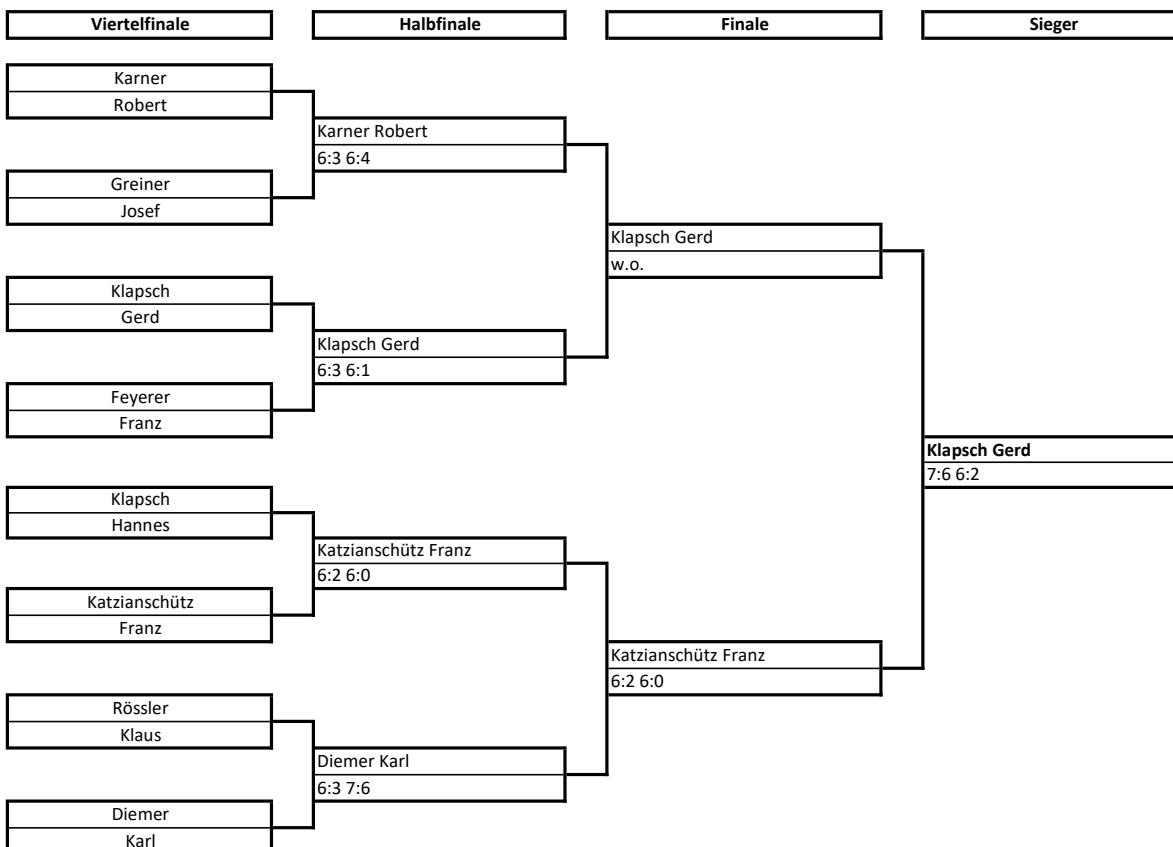 Viertelfinale Halbfinale Finale Sieger
Karner
Robert
Karner Robert
6:3 6:4
Greiner
Josef
Klapsch Gerd
w.o.
Klapsch
Gerd
Klapsch Gerd
6:3 6:1
Feyerer
Franz
Klapsch Gerd
7:6 6:2
Klapsch
Hannes
Katzianschütz Franz
6:2 6:0
Katzianschütz
Franz
Katzianschütz Franz
6:2 6:0
Rössler
Klaus
Diemer Karl
6:3 7:6
Diemer
Karl